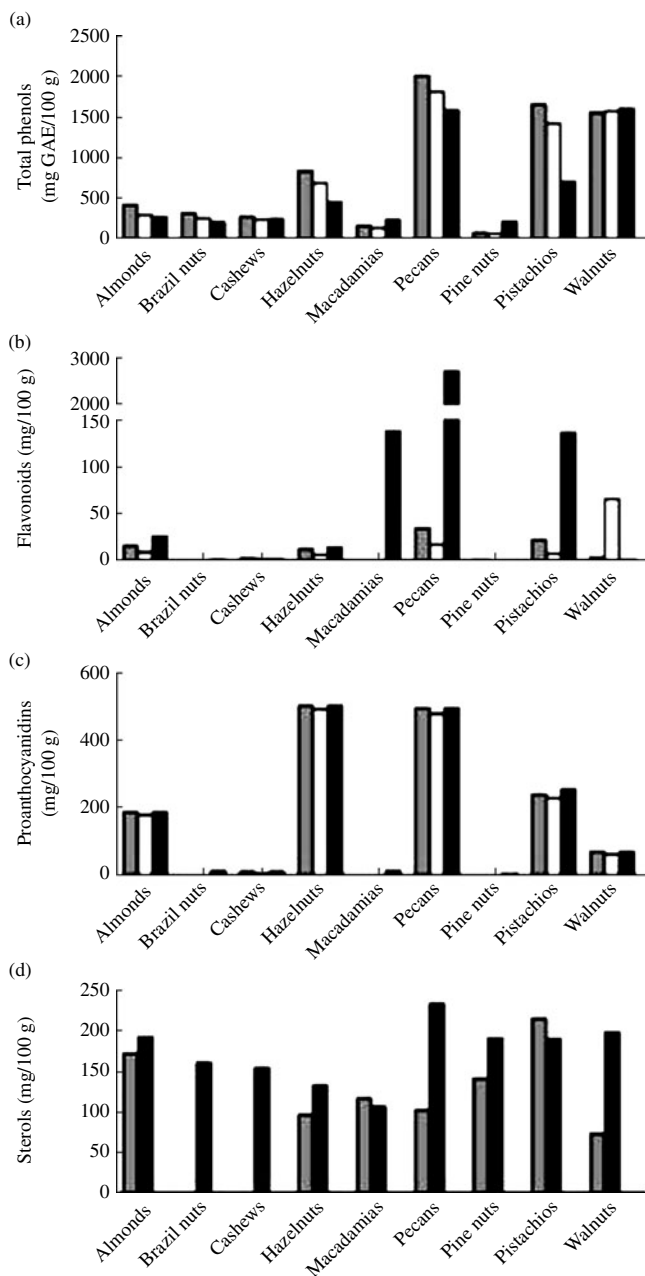 (a)
Total phenols
(mg GAE/100 g)
2500
2000
1500
1000
500
0
Almonds
Brazil nuts
Cashews
Hazelnuts
Macadamias
Pecans
Pine nuts
Pistachios
Walnuts
(b)
Flavonoids (mg/100 g)
3000
2000
150
100
50
0
Almonds
Brazil nuts
Cashews
Hazelnuts
Macadamias
Pecans
Pine nuts
Pistachios
Walnuts
(c)
Proanthocyanidins
(mg/100 g)
600
400
200
0
Almonds
Brazil nuts
Cashews
Hazelnuts
Macadamias
Pecans
Pine nuts
Pistachios
Walnuts
(d)
Sterols (mg/100 g)
250
200
150
100
50
0
Almonds
Brazil nuts
Cashews
Hazelnuts
Macadamias
Pecans
Pine nuts
Pistachios
Walnuts